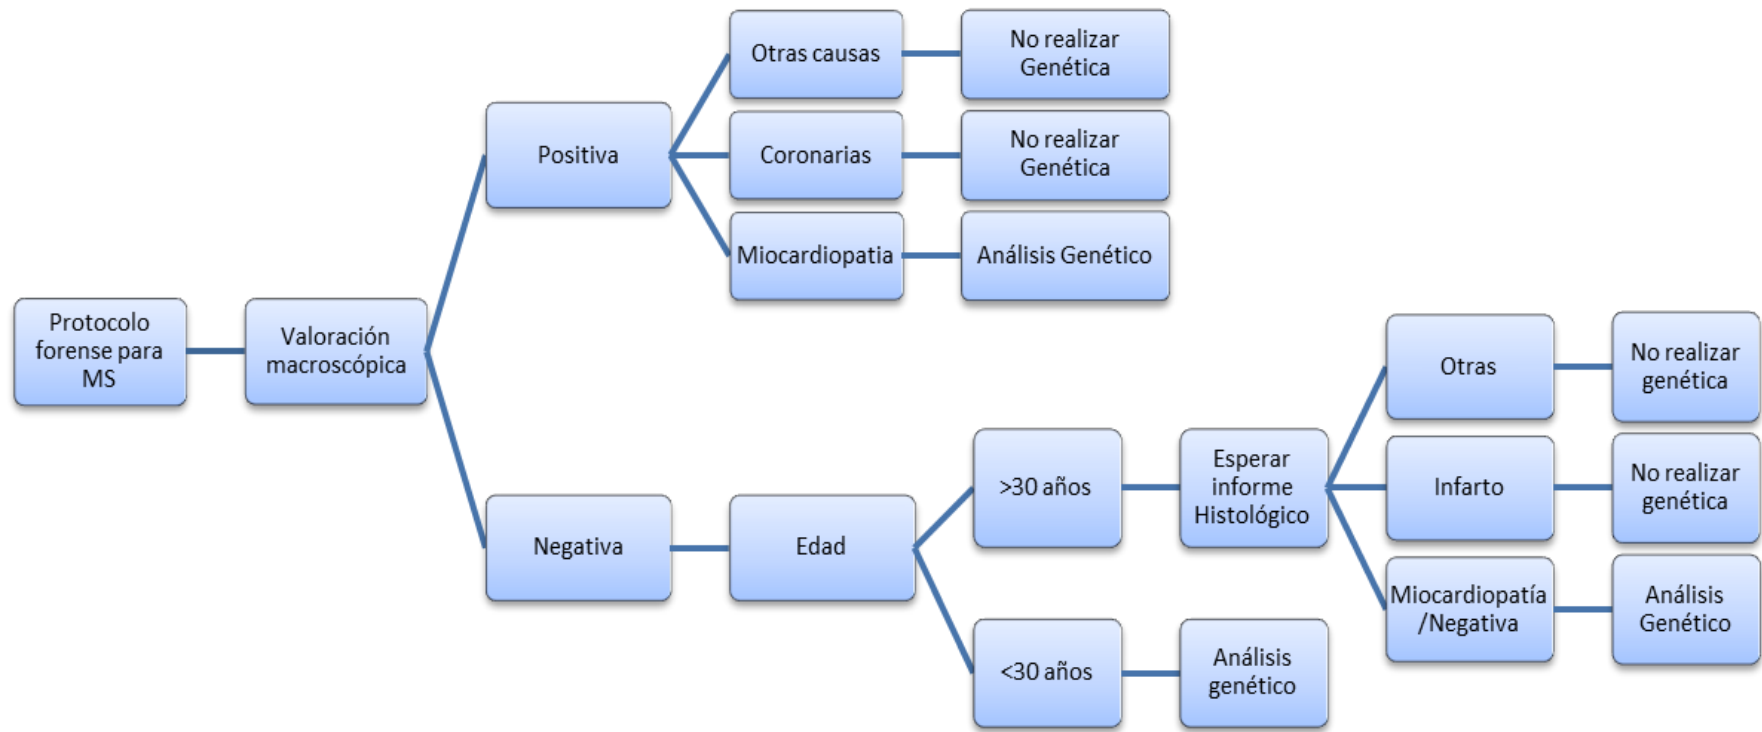 Protocolo
forense para
MS
Valoración
macroscópica
Positiva
Otras causas
No realizar
Genética
Coronarias
No realizar
Genética
Miocardiopatia
Análisis Genético
Negativa
Edad
>30 años
Esperar
informe
Histológico
Otras
No realizar
genética
Infarto
No realizar
genética
Miocardiopatía
/Negativa
Análisis
Genético
<30 años
Análisis
genético